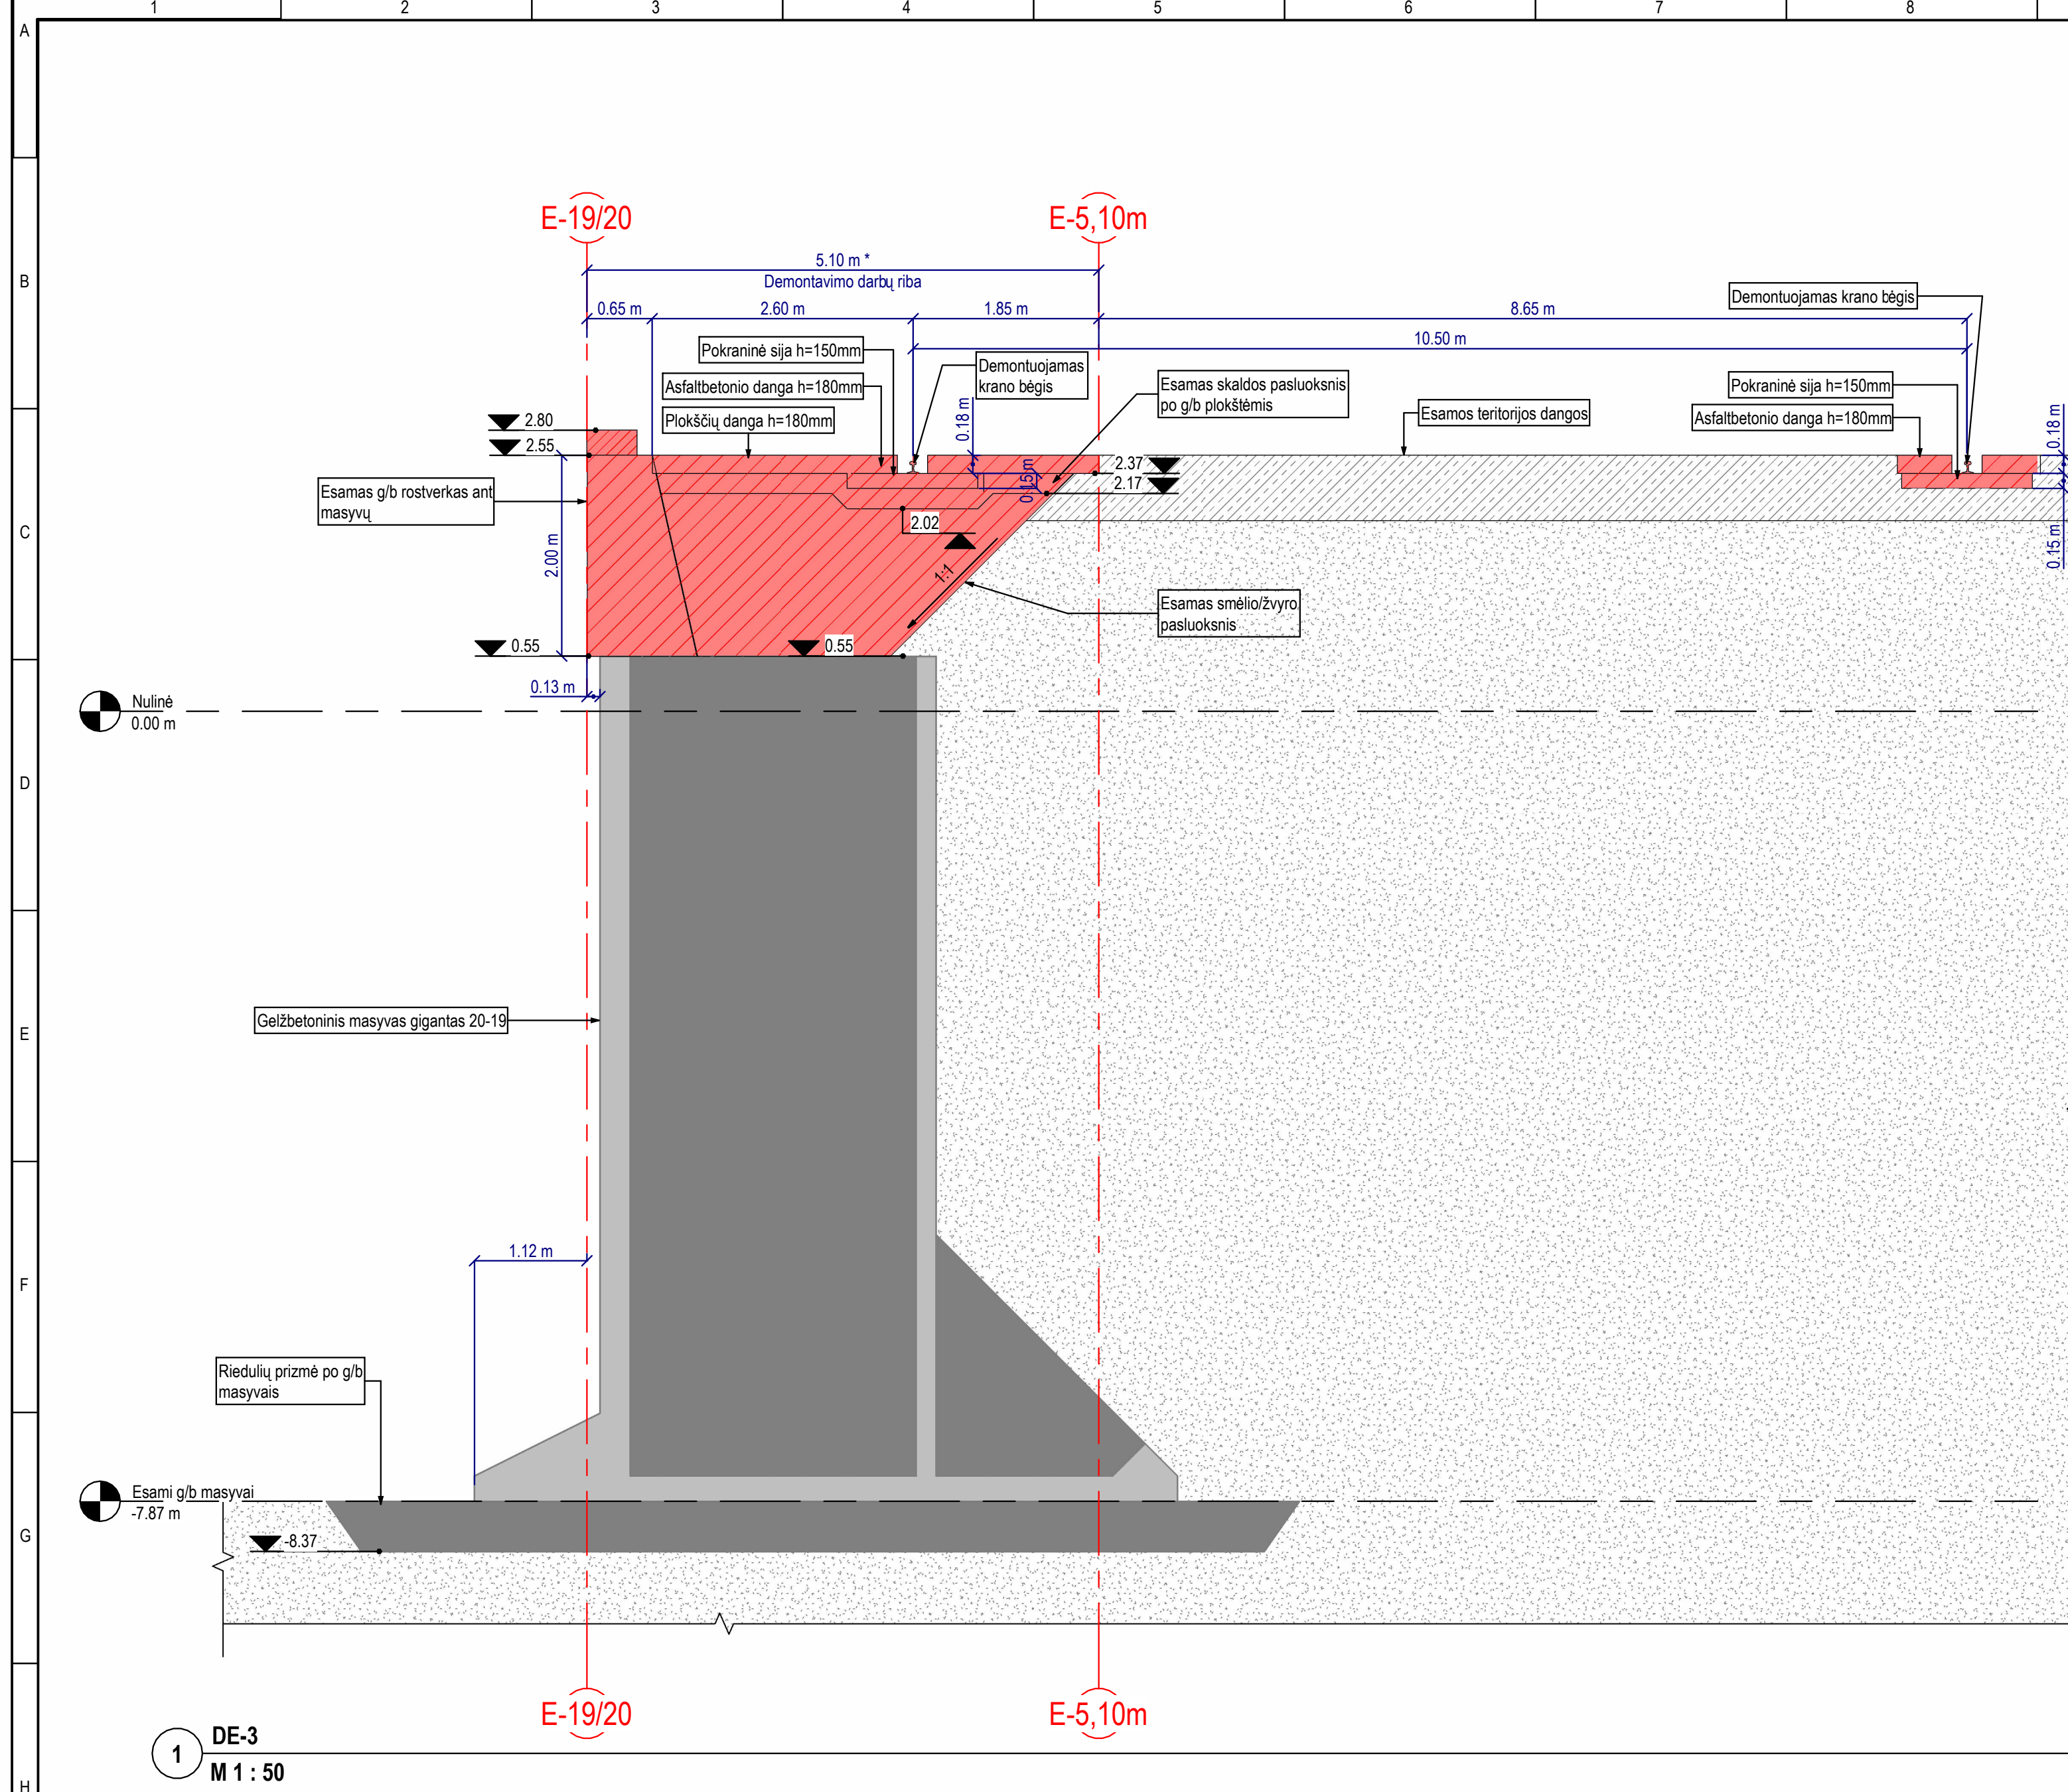 1 2 3 4 5 6 7 8
A
B
C
D
E
F
G
H
E-19/20
E-5,10m
5.10 m *
Demontavimo darbų riba
0.65 m
2.60 m
1.85 m
8.65 m
10.50 m
Demontuojamas krano bėgis
Pokraninė sija h=150mm
Demontuojamas
krano bėgis
Asfaltbetonio danga h=180mm
Plokščių danga h=180mm
0.18 m
Esamas skaldos pasluoksnis
po g/b plokštėmis
Esamos teritorijos dangos
Pokraninė sija h=150mm
Asfaltbetonio danga h=180mm
0.18 m
0.15 m
2.80
2.55
2.37
2.17
0.15 m
2.02
Esamas g/b rostverkas ant
masyvų
2.00 m
1:1
Esamas smėlio/žvyro
pasluoksnis
0.55
0.55
0.13 m
Nulinė
0.00 m
Gelžbetoninis masyvas gigantas 20-19
1.12 m
Riedulių prizmė po g/b
masyvais
Esami g/b masyvai
-7.87 m
-8.37
E-19/20
E-5,10m
1
DE-3
M 1 : 50